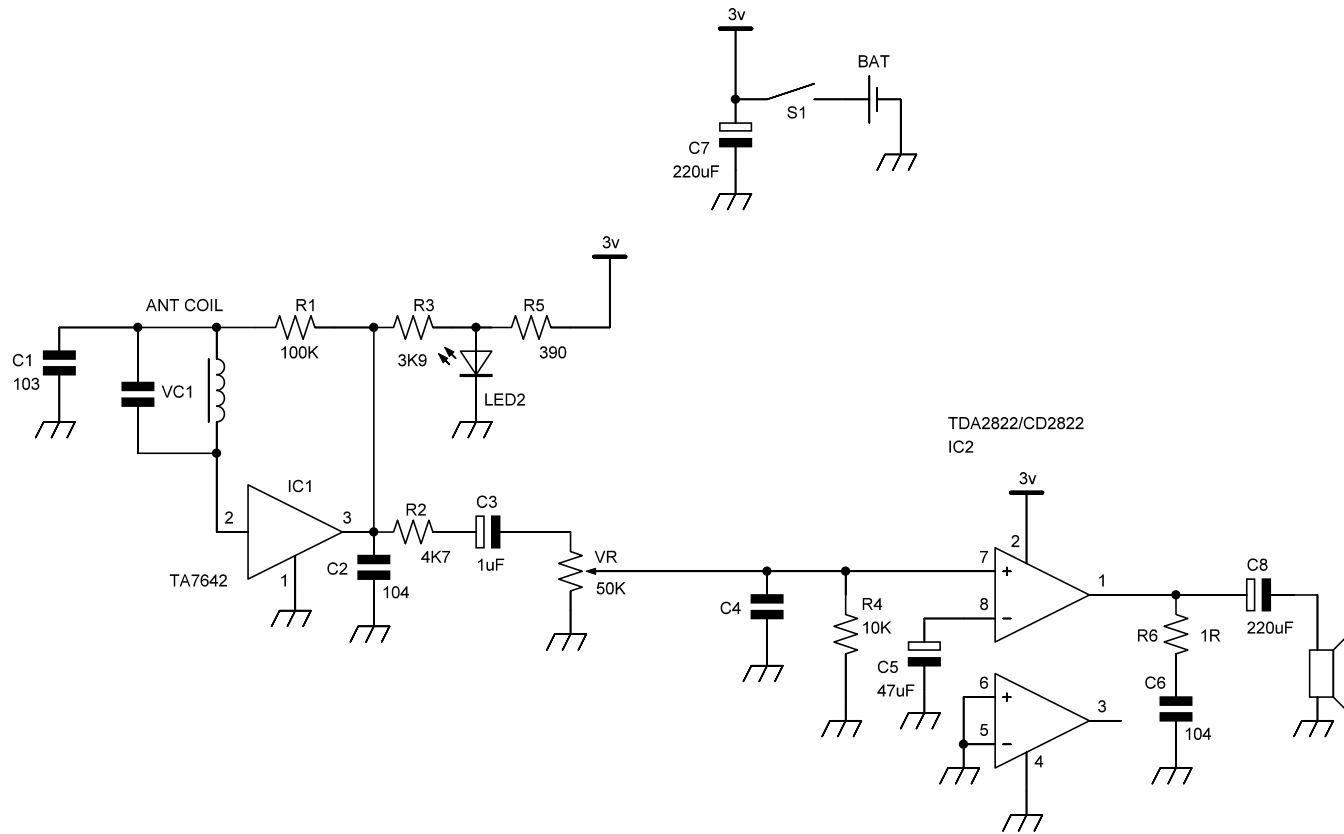 3v
BAT
S1
C7
220uF
3v
ANT COIL
R1
R3
R5
100K
3K9
390
C1
103
VC1
LED2
TDA2822/CD2822
IC2
3v
IC1
2
3
R2
C3
1
TA7642
C2
104
4K7
1uF
VR
50K
2
7
+
8
-
1
C4
R4
10K
C5
47uF
R6
1R
C8
220uF
6
+
5
-
3
4
C6
104